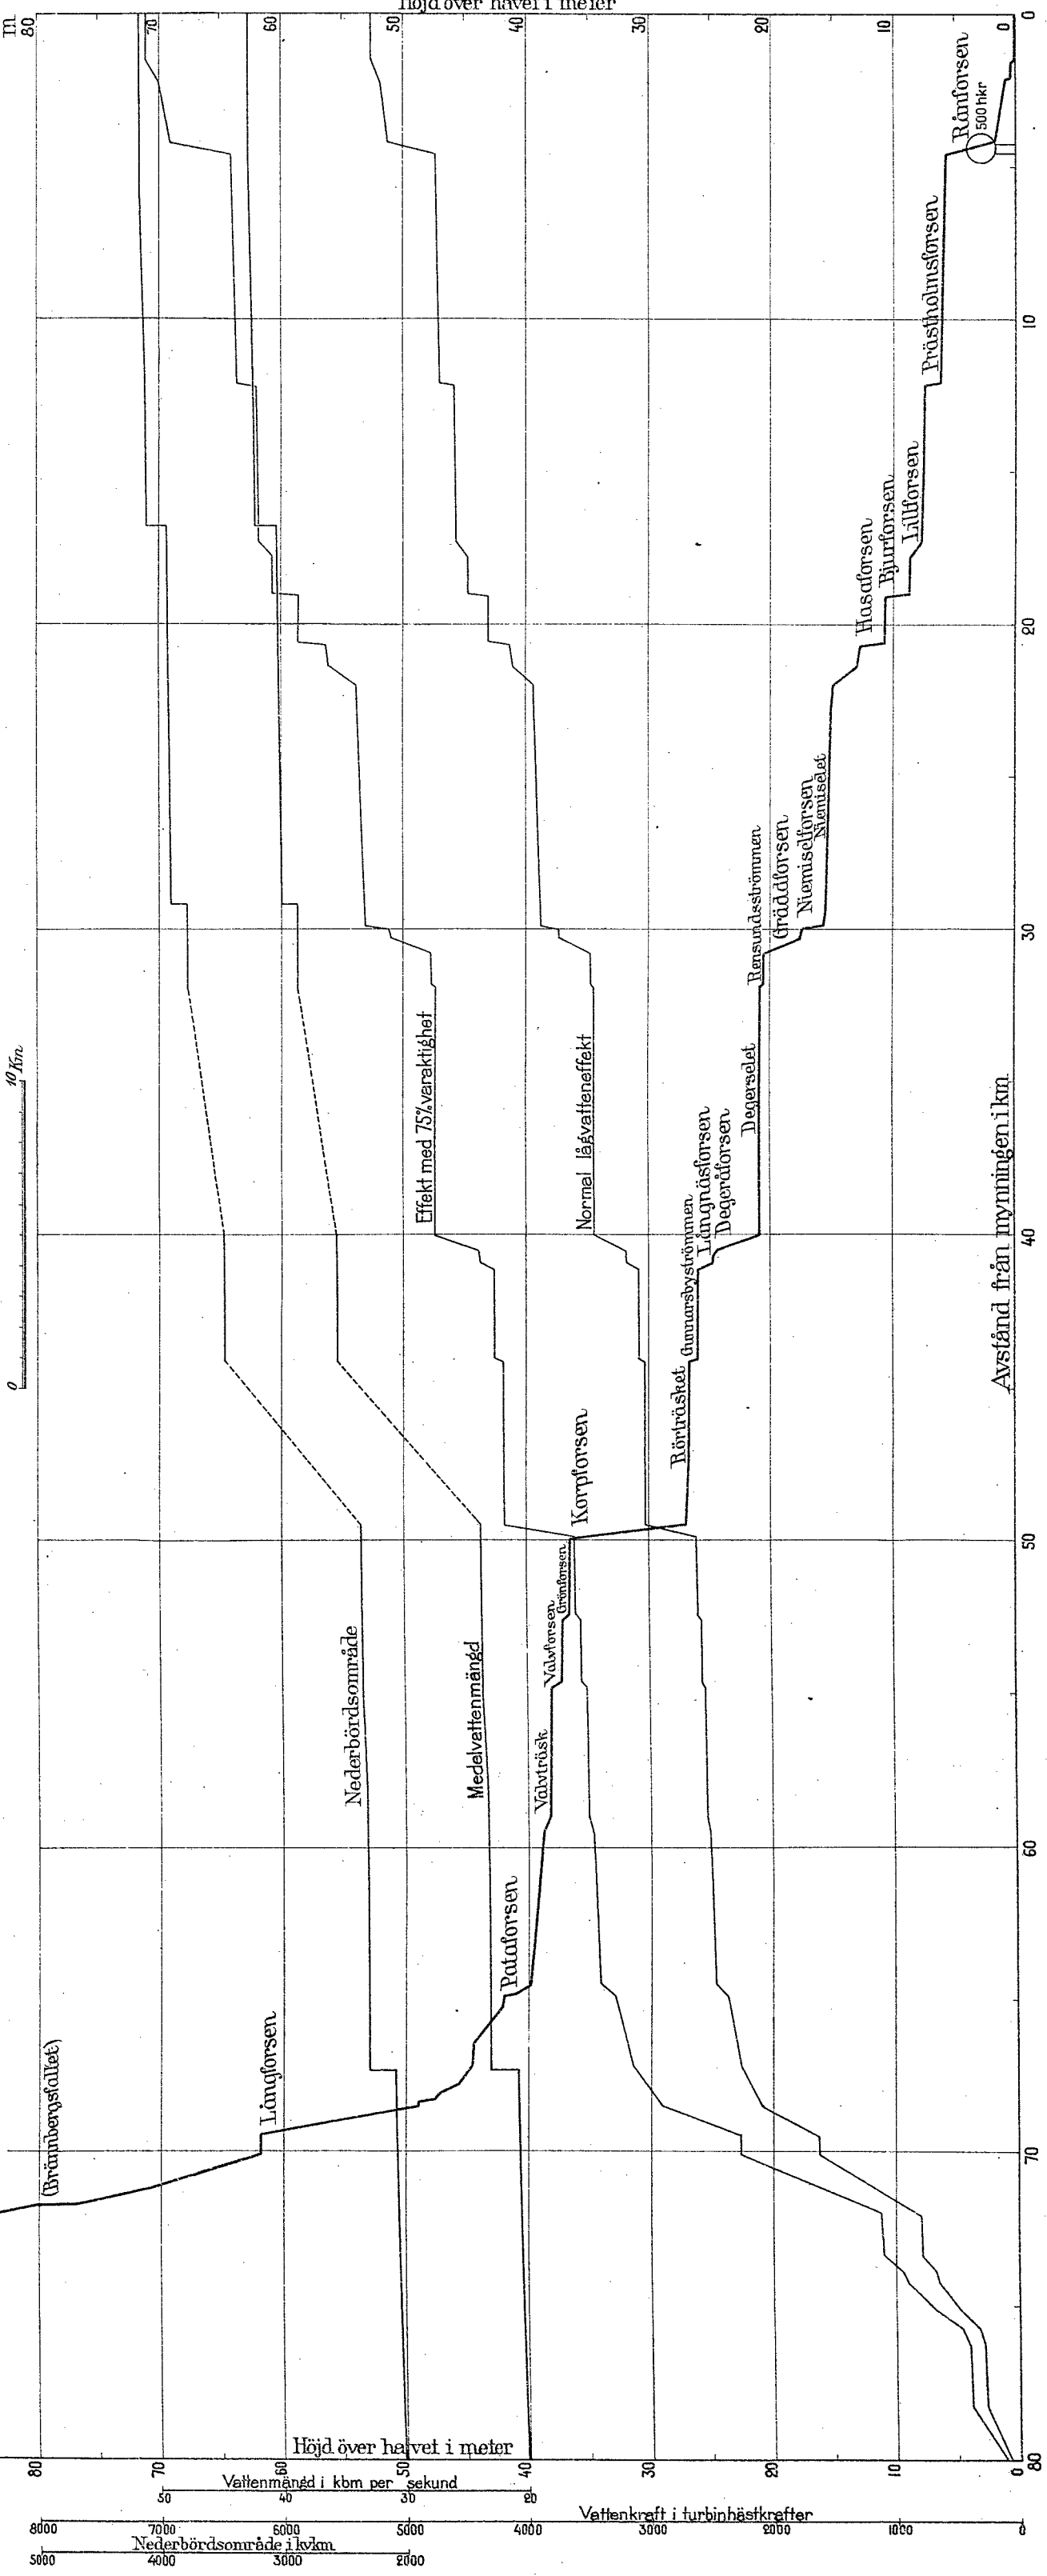 Höjd över havet i meter
m
80
70
60
50
40
30
20
10
0
0
Rånforsen
500 hkr
Prästholmsforsen
10
Lillforsen
Bjurforsen
Hasaforsen
20
Niemiselet
Niemiselforsen
Gräddforsen
Rensundsströmmen
30
Effekt med 75% varaktighet
Normal lågvatteneffekt
Degerselet
10 Km
0
Långnäsforsen
Degeråforsen
Gunnarsbyströmmen
40
Avstånd från mynningen i km
Rörträsket
Korpforsen
50
Grönforsen
Valvforsen
Nederbördsområde
Medelvattenmängd
Valvträsk
60
Pataforsen
Långforsen
(Brännbergsfallet)
70
Höjd över havet i meter
80
80
70
60
50
40
30
20
10
0
Vattenmängd i kbm per sekund
50
40
30
20
Vattenkraft i turbinhästkrafter
8000
7000
6000
5000
4000
3000
2000
1000
0
Nederbördsområde i kvkm
5000
4000
3000
2000